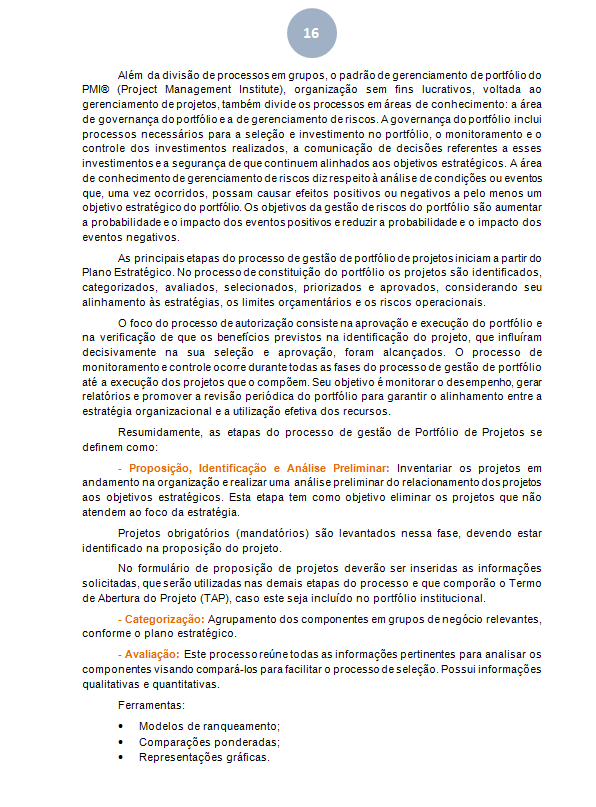 16
Além da divisão de processos em grupos, o padrão de gerenciamento de portfólio do
PMI® (Project Management Institute), organização sem fins lucrativos, voltada ao
gerenciamento de projetos, também divide os processos em áreas de conhecimento: a área
de governança do portfólio e a de gerenciamento de riscos. A governança do portfólio inclui
processos necessários para a seleção e investimento no portfólio, o monitoramento e o
controle dos investimentos realizados, a comunicação de decisões referentes a esses
investimentos e a segurança de que continuem alinhados aos objetivos estratégicos. A área
de conhecimento de gerenciamento de riscos diz respeito à análise de condições ou eventos
que, uma vez ocorridos, possam causar efeitos positivos ou negativos a pelo menos um
objetivo estratégico do portfólio. Os objetivos da gestão de riscos do portfólio são aumentar
a probabilidade e o impacto dos eventos positivos e reduzir a probabilidade e o impacto dos
eventos negativos.
As principais etapas do processo de gestão de portfólio de projetos iniciam a partir do
Plano Estratégico. No processo de constituição do portfólio os projetos são identificados,
categorizados, avaliados, selecionados, priorizados e aprovados, considerando seu
alinhamento às estratégias, os limites orçamentários e os riscos operacionais.
O foco do processo de autorização consiste na aprovação e execução do portfólio e
na verificação de que os benefícios previstos na identificação do projeto, que influíram
decisivamente na sua seleção e aprovação, foram alcançados. O processo de
monitoramento e controle ocorre durante todas as fases do processo de gestão de portfólio
até a execução dos projetos que o compõem. Seu objetivo é monitorar o desempenho, gerar
relatórios e promover a revisão periódica do portfólio para garantir o alinhamento entre a
estratégia organizacional e a utilização efetiva dos recursos.
Resumidamente, as etapas do processo de gestão de Portfólio de Projetos se
definem como:
- Proposição, Identificação e Análise Preliminar: Inventariar os projetos em
andamento na organização e realizar uma análise preliminar do relacionamento dos projetos
aos objetivos estratégicos. Esta etapa tem como objetivo eliminar os projetos que não
atendem ao foco da estratégia.
Projetos obrigatórios (mandatórios) são levantados nessa fase, devendo estar
identificado na proposição do projeto.
No formulário de proposição de projetos deverão ser inseridas as informações
solicitadas, que serão utilizadas nas demais etapas do processo e que comporão o Termo
de Abertura do Projeto (TAP), caso este seja incluído no portfólio institucional.
- Categorização: Agrupamento dos componentes em grupos de negócio relevantes,
conforme o plano estratégico.
- Avaliação: Este processo reúne todas as informações pertinentes para analisar os
componentes visando compará-los para facilitar o processo de seleção. Possui informações
qualitativas e quantitativas.
Ferramentas:
• Modelos de ranqueamento;
• Comparações ponderadas;
• Representações gráficas.